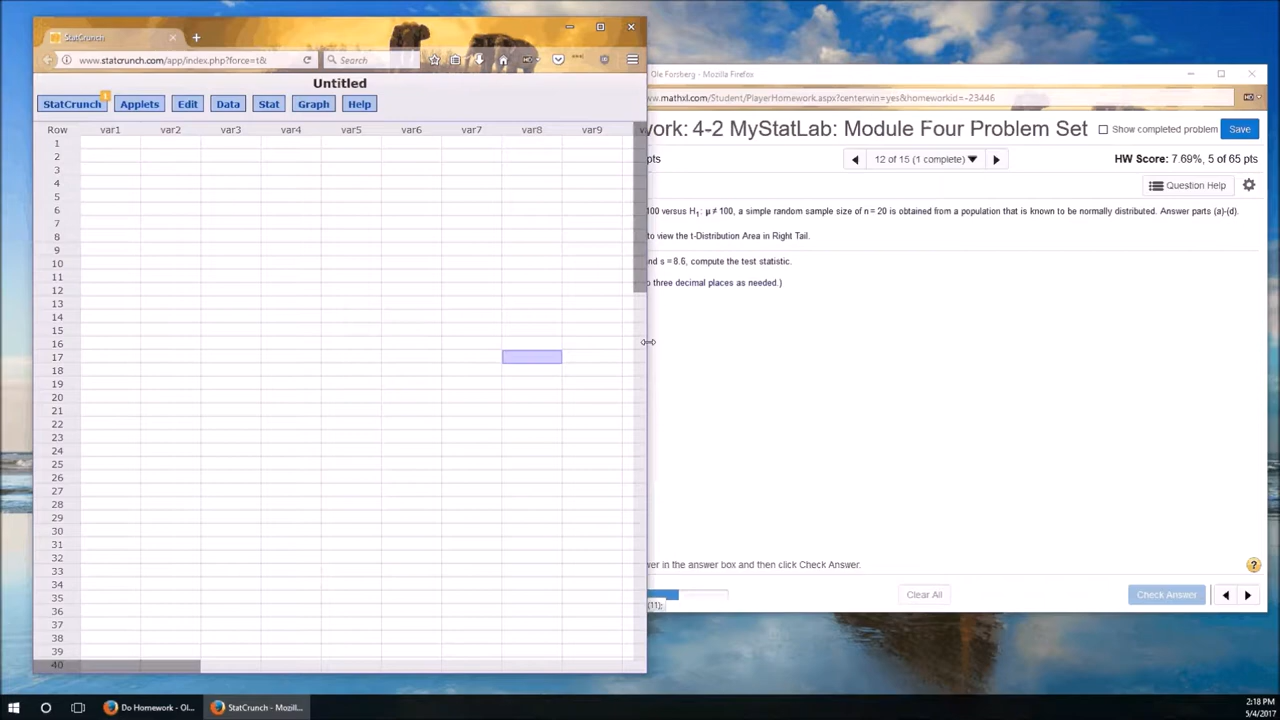 StatCrunch
www.statcrunch.com/app/index.php?force=t&
Search
Untitled
StatCrunch Applets Edit Data Stat Graph Help
Row var1 var2 var3 var4 var5 var6 var7 var8 var9
1
2
3
4
5
6
7
8
9
10
11
12
13
14
15
16
17
18
19
20
21
22
23
24
25
26
27
28
29
30
31
32
33
34
35
36
37
38
39
40
Ole Forsberg - Mozilla Firefox
ww.mathxl.com/Student/PlayerHomework.aspx?centerwin=yes&homeworkid=-23446
work: 4-2 MyStatLab: Module Four Problem Set
Show completed problem
Save
pts
12 of 15 (1 complete)
HW Score: 7.69%, 5 of 65 pts
Question Help
100 versus H1: μ ≠ 100, a simple random sample size of n = 20 is obtained from a population that is known to be normally distributed. Answer parts (a)-(d).
to view the t-Distribution Area in Right Tail.
nd s = 8.6, compute the test statistic.
o three decimal places as needed.)
wer in the answer box and then click Check Answer.
?
(11);
Clear All
Check Answer
Do Homework - Ol...
StatCrunch - Mozill...
2:18 PM
5/4/2017